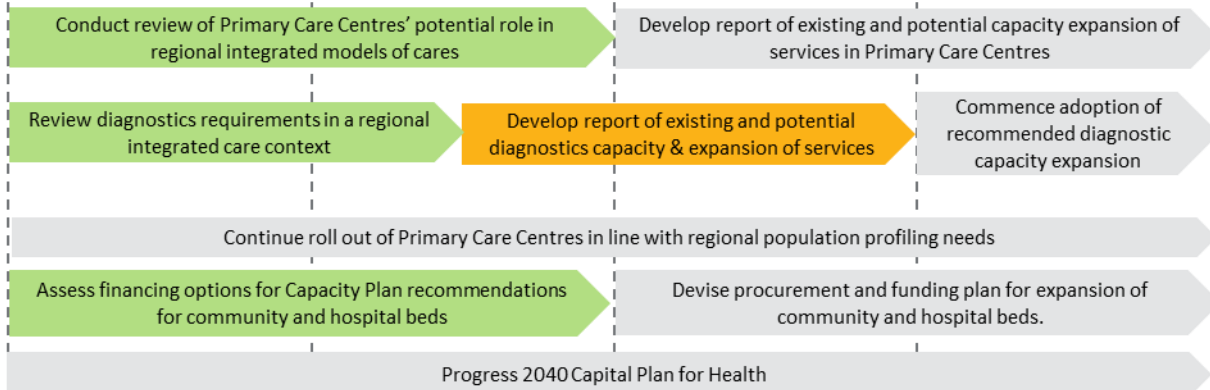 Conduct review of Primary Care Centres' potential role in
regional integrated models of cares
Develop report of existing and potential capacity expansion of
services in Primary Care Centres
Review diagnostics requirements in a regional
integrated care context
Develop report of existing and potential
diagnostics capacity & expansion of services
Commence adoption of
recommended diagnostic
capacity expansion
Continue roll out of Primary Care Centres in line with regional population profiling needs
Assess financing options for Capacity Plan recommendations
for community and hospital beds
Devise procurement and funding plan for expansion of
community and hospital beds.
Progress 2040 Capital Plan for Health